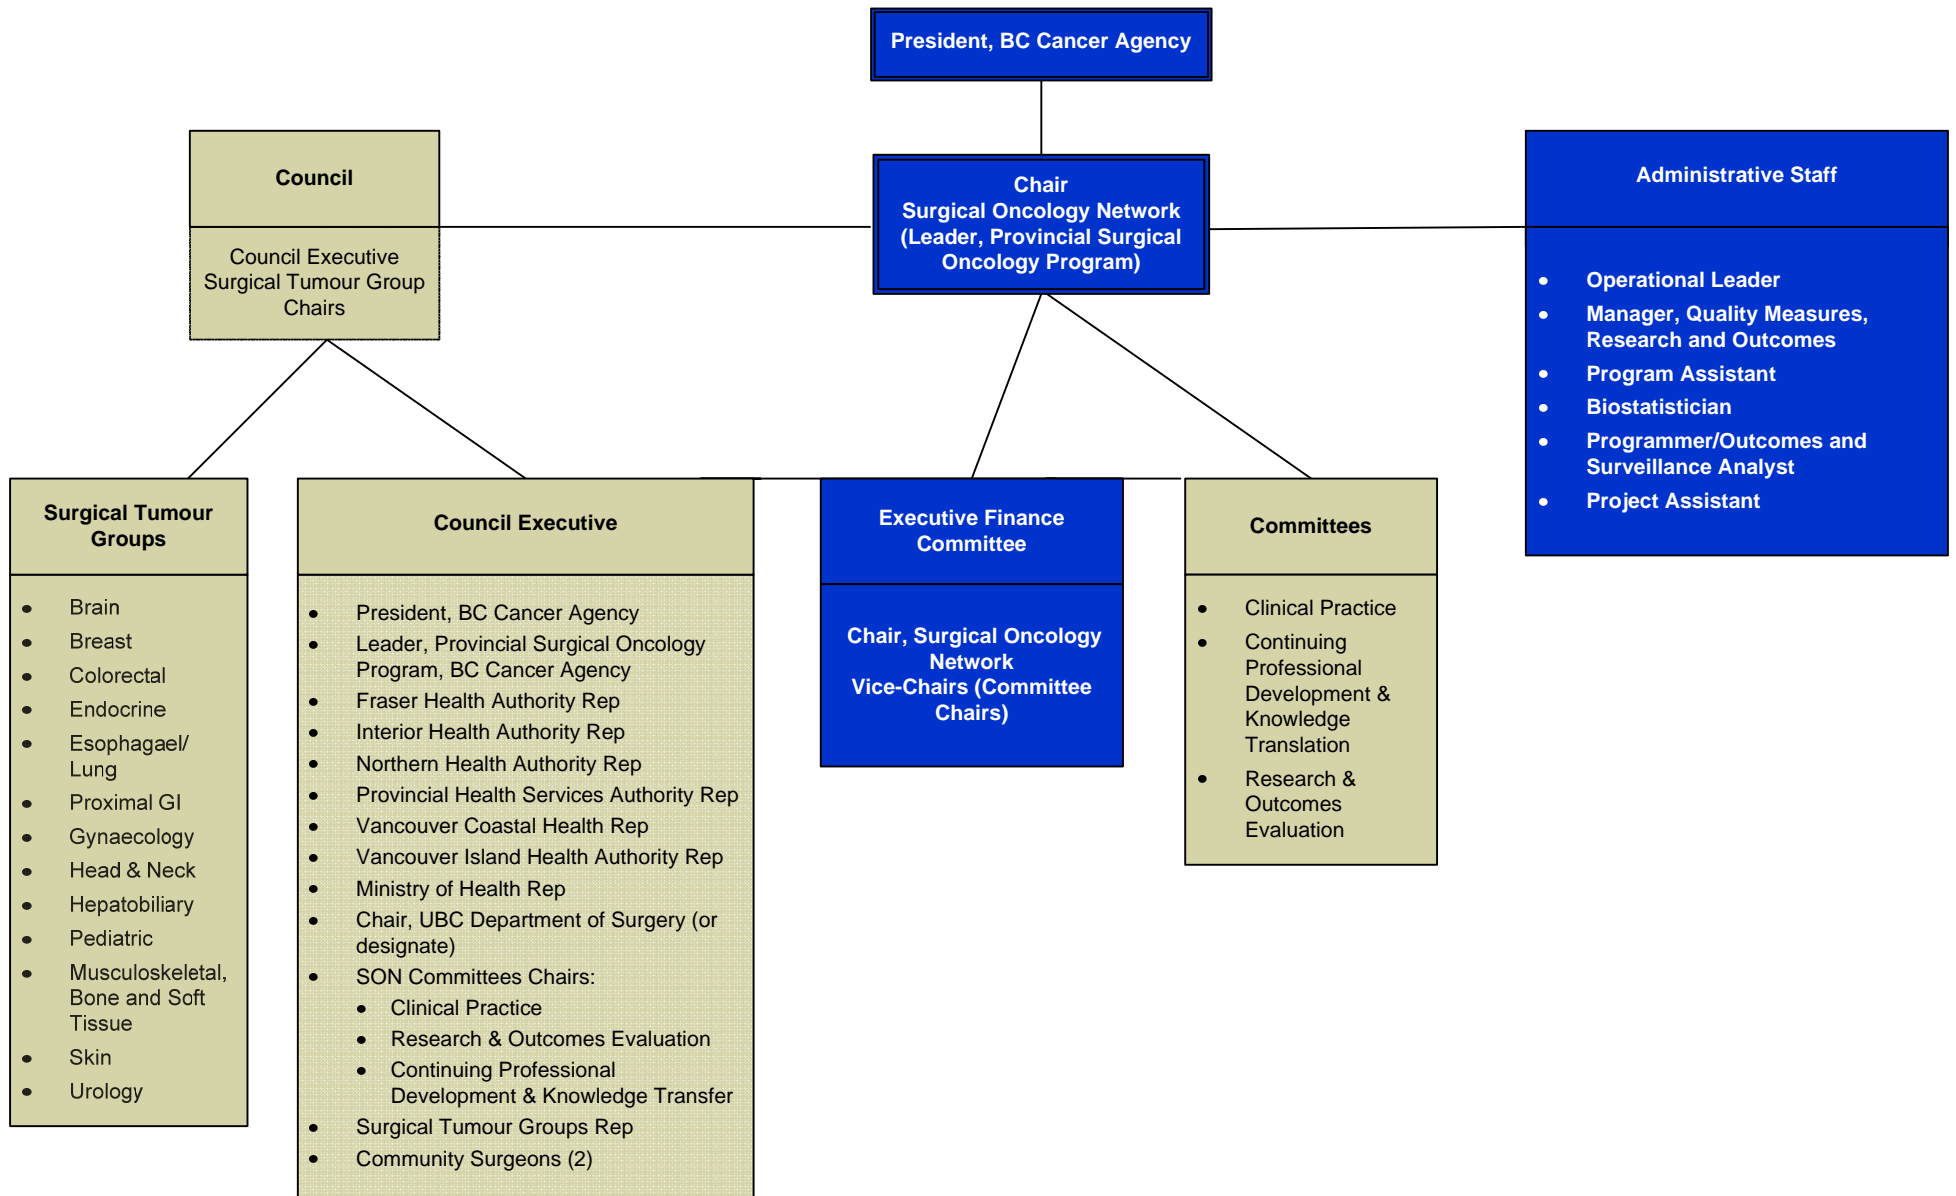 President, BC Cancer Agency
Council
Council Executive
Surgical Tumour Group
Chairs
Chair
Surgical Oncology Network
(Leader, Provincial Surgical
Oncology Program)
Administrative Staff
• Operational Leader
• Manager, Quality Measures,
Research and Outcomes
• Program Assistant
• Biostatistician
• Programmer/Outcomes and
Surveillance Analyst
• Project Assistant
Surgical Tumour
Groups
• Brain
• Breast
• Colorectal
• Endocrine
• Esophagael/
Lung
• Proximal GI
• Gynaecology
• Head & Neck
• Hepatobiliary
• Pediatric
• Musculoskeletal,
Bone and Soft
Tissue
• Skin
• Urology
Council Executive
• President, BC Cancer Agency
• Leader, Provincial Surgical Oncology
Program, BC Cancer Agency
• Fraser Health Authority Rep
• Interior Health Authority Rep
• Northern Health Authority Rep
• Provincial Health Services Authority Rep
• Vancouver Coastal Health Rep
• Vancouver Island Health Authority Rep
• Ministry of Health Rep
• Chair, UBC Department of Surgery (or
designate)
• SON Committees Chairs:
• Clinical Practice
• Research & Outcomes Evaluation
• Continuing Professional
Development & Knowledge Transfer
• Surgical Tumour Groups Rep
• Community Surgeons (2)
Executive Finance
Committee
Chair, Surgical Oncology
Network
Vice-Chairs (Committee
Chairs)
Committees
• Clinical Practice
• Continuing
Professional
Development &
Knowledge
Translation
• Research &
Outcomes
Evaluation